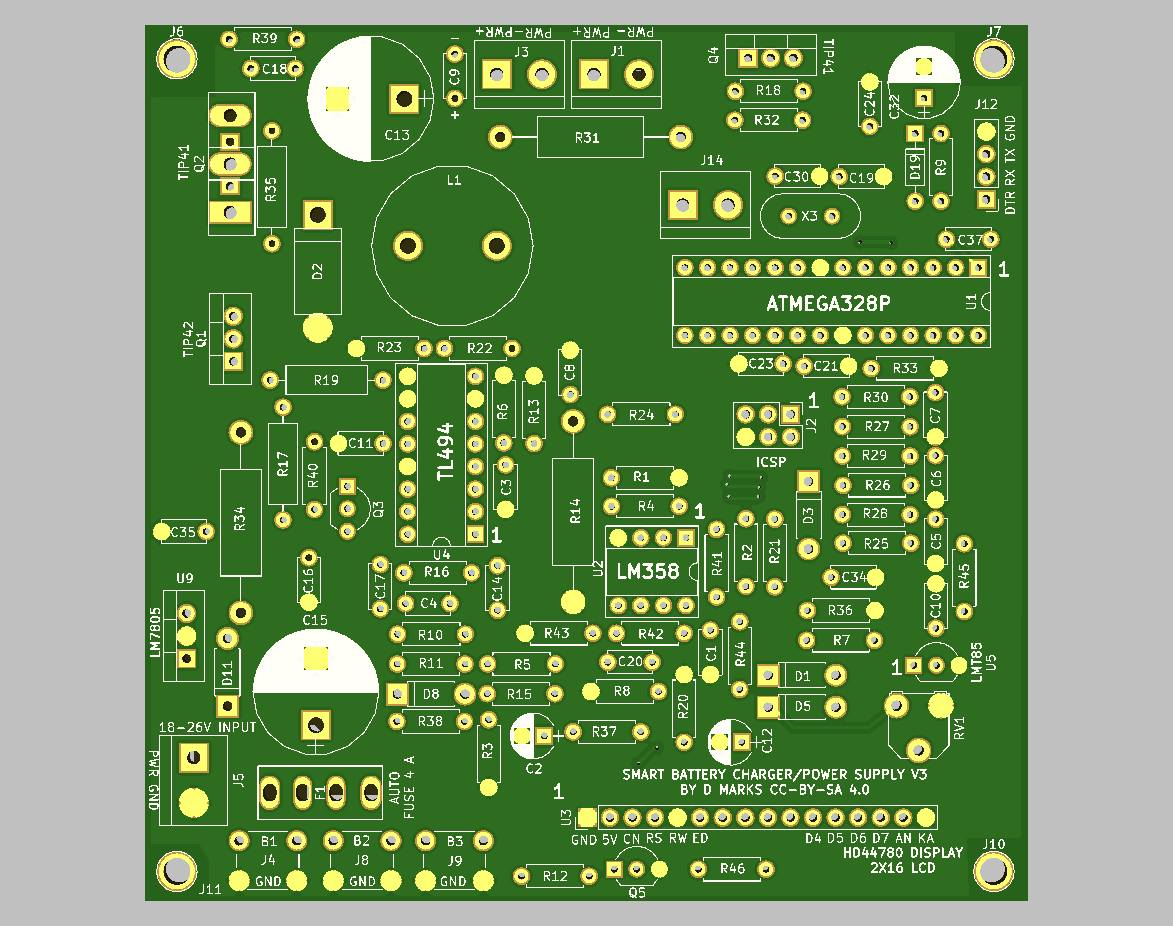 J6
R39
C18
C13
C9
+
PWR- PWR+
J3
PWR- PWR+
J1
Q4
TIP41
R18
R32
R31
C24
C32
J7
J12
D19
R9
DTR RX TX GND
TIP41
Q2
R35
L1
J14
C30
C19
X3
C37
D2
1
ATMEGA328P
U1
TIP42
Q1
R23
R22
C8
C23
C21
R33
R19
R6
R13
R24
R30
C7
1
J2
ICSP
R27
R17
R40
C11
TL494
R29
R1
R26
C6
C3
R14
R4
D3
R34
Q3
1
R28
C35
U4
1
R41
R2
R21
R25
C5
U2
LM358
U9
C16
C17
R16
C14
C34
R45
C4
R36
C10
LM7805
C15
R10
R43
R42
R7
R11
R5
C20
C1
R44
1
LMT85
U5
D11
D8
R15
R8
D1
R20
D5
R38
18-26V INPUT
R3
R37
C12
RV1
C2
J5
PWR GND
F1
AUTO
FUSE 4 A
SMART BATTERY CHARGER/POWER SUPPLY V3
BY D MARKS CC-BY-SA 4.0
1
U3
GND 5V CN RS RW ED
D4 D5 D6 D7 AN KA
B1
B2
B3
J4
J8
J9
HD44780 DISPLAY
2X16 LCD
J10
J11
GND
GND
GND
R12
Q5
R46